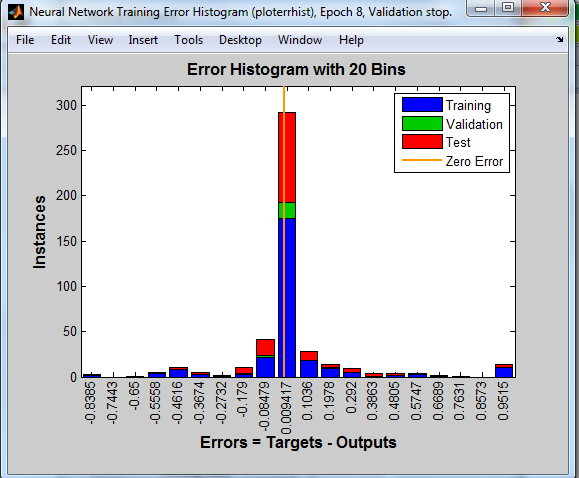 Neural Network Training Error Histogram (ploterrhist), Epoch 8, Validation stop.
File Edit View Insert Tools Desktop Window Help
Error Histogram with 20 Bins
Training
Validation
Test
Zero Error
300
250
200
150
100
50
0
Instances
-0.8385 -0.7443 -0.65 -0.5558 -0.4616 -0.3674 -0.2732 -0.179 -0.08479 0.009417 0.1036 0.1978 0.292 0.3863 0.4805 0.5747 0.6689 0.7631 0.8573 0.9515
Errors = Targets - Outputs